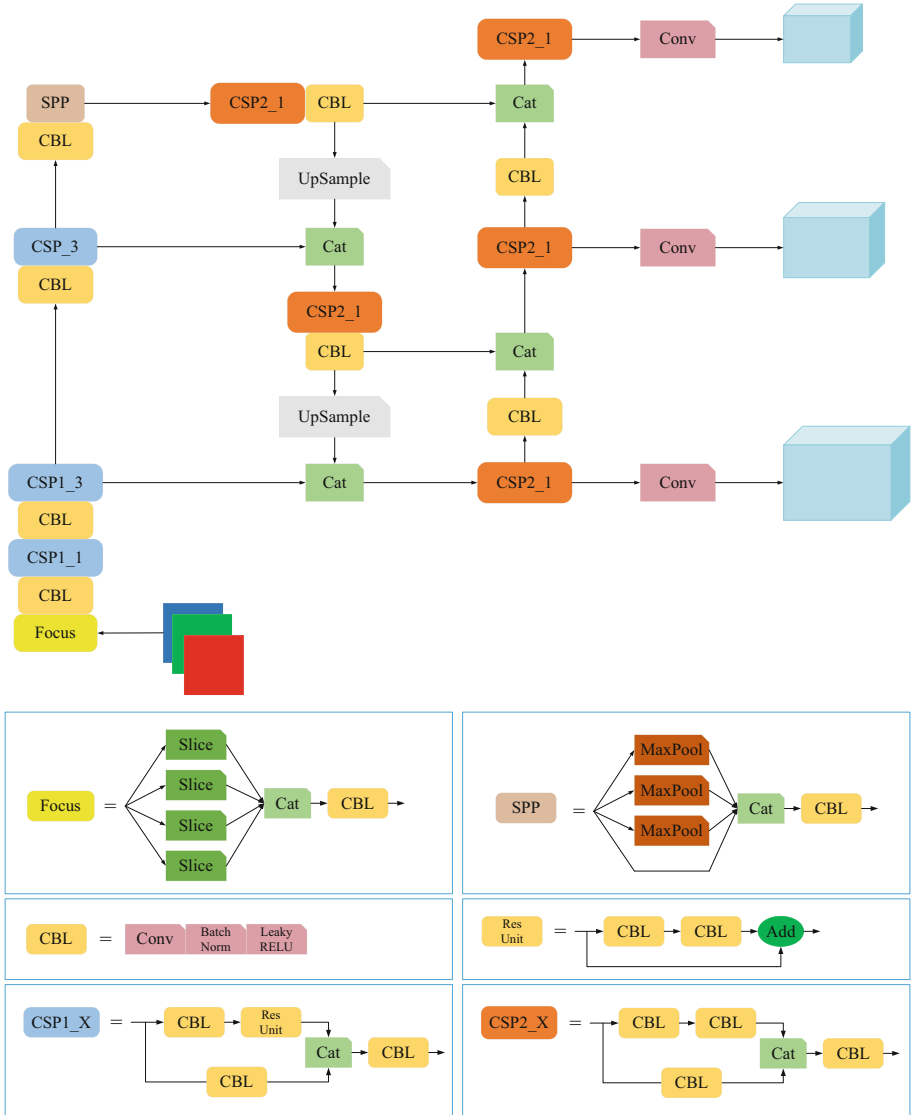 CSP2_1
Conv
SPP
CSP2_1
CBL
Cat
CBL
UpSample
CBL
CSP_3
Cat
CSP2_1
Conv
CBL
CSP2_1
CBL
Cat
UpSample
CBL
CSP1_3
Cat
CSP2_1
Conv
CBL
CSP1_1
CBL
Focus
Focus
=
Slice
Slice
Slice
Slice
Cat
CBL
SPP
=
MaxPool
MaxPool
MaxPool
Cat
CBL
CBL
=
Conv
Batch
Norm
Leaky
RELU
Res
Unit
=
CBL
CBL
Add
CSP1_X
=
CBL
Res
Unit
Cat
CBL
CBL
CSP2_X
=
CBL
CBL
Cat
CBL
CBL